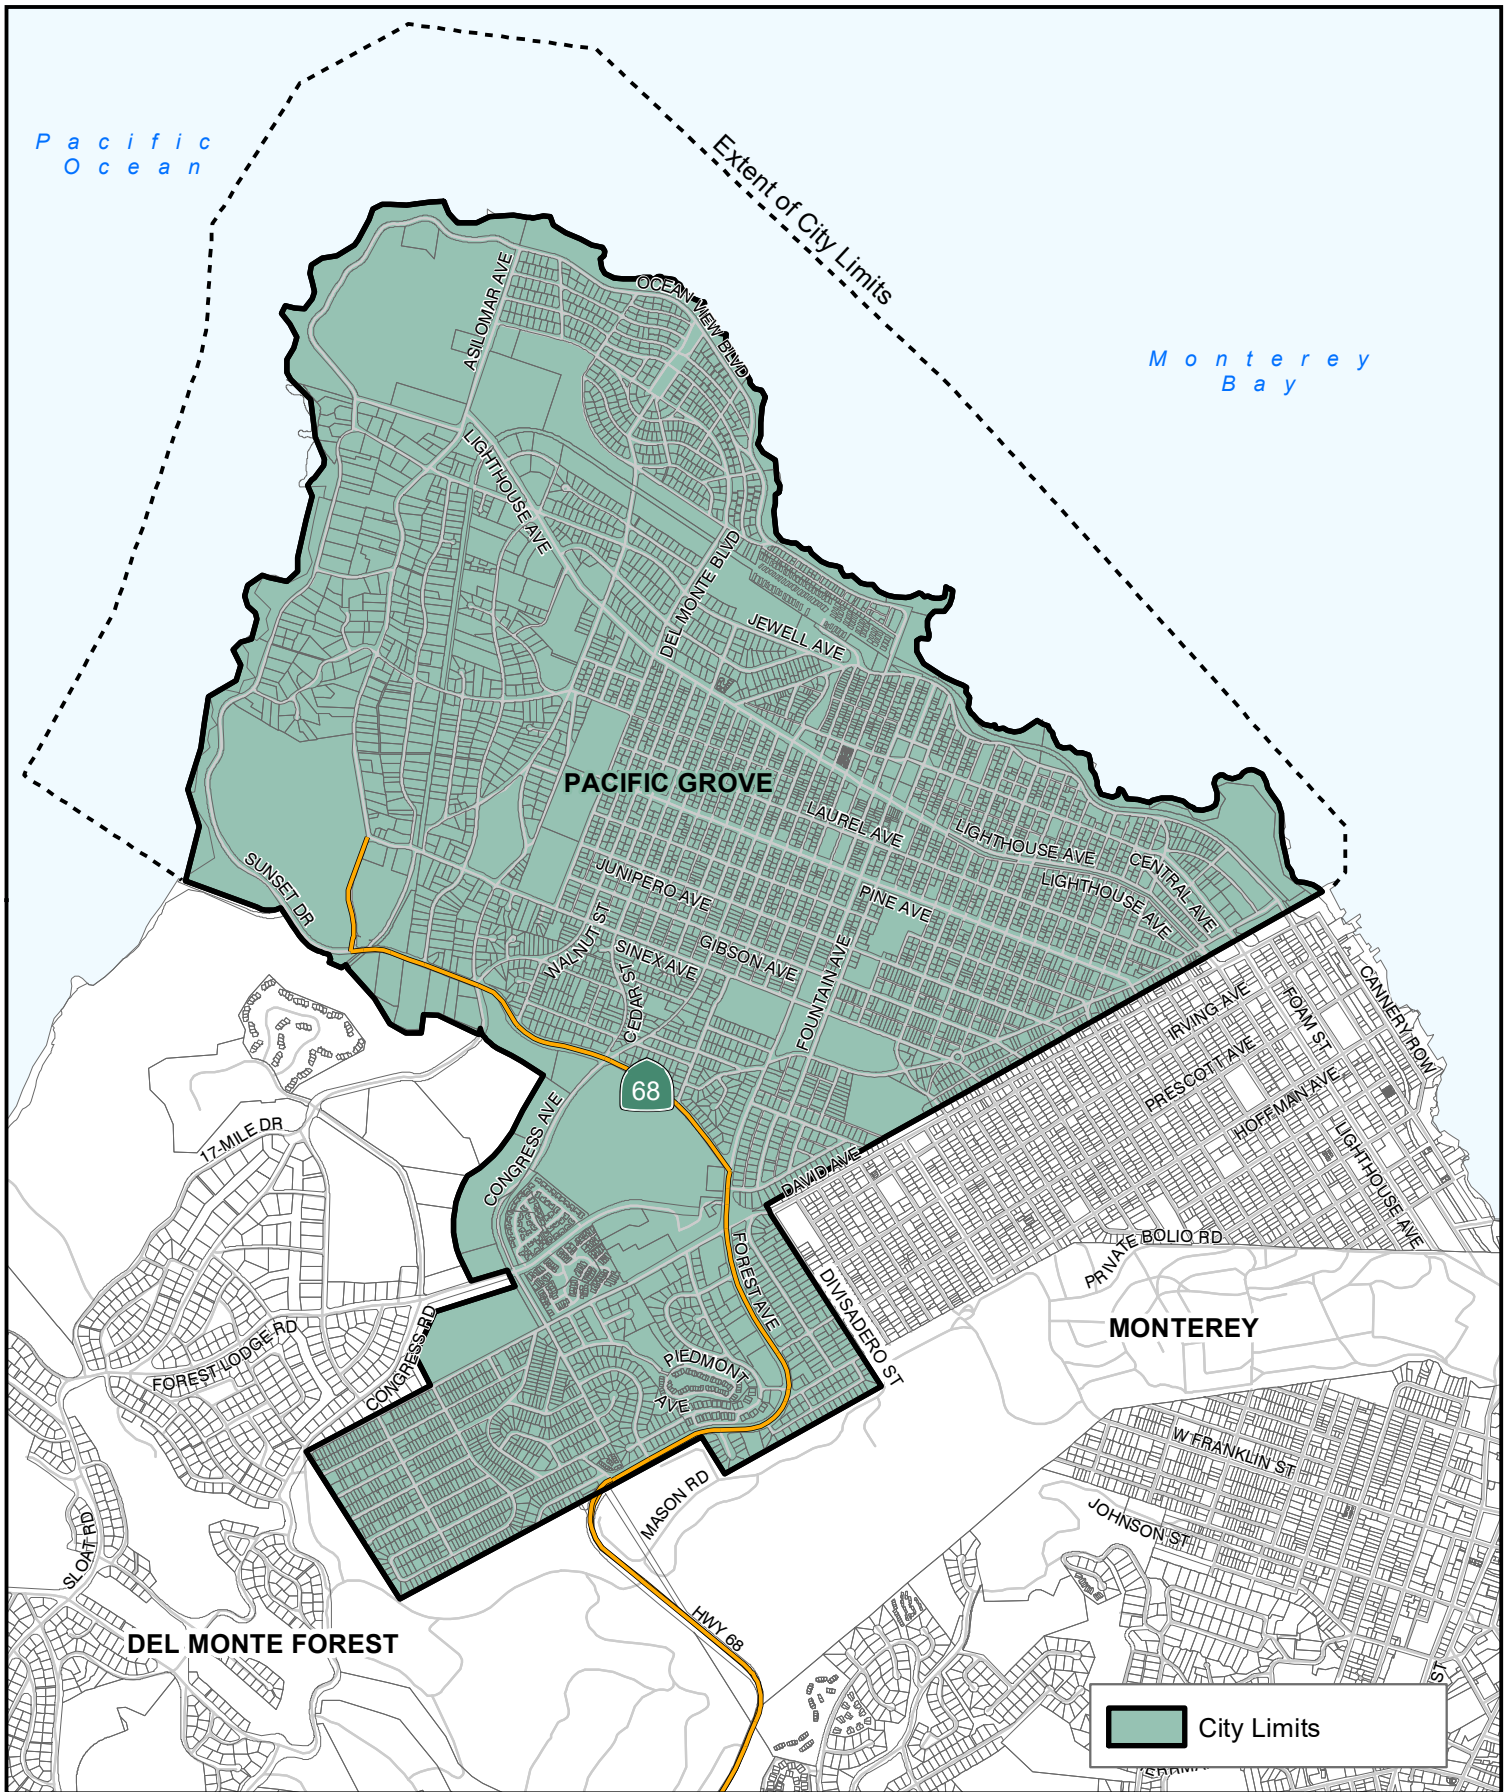 Pacific
Ocean
Extent of City Limits
Monterey
Bay
OCEAN VIEW BLVD
ASILOMAR AVE
LIGHTHOUSE AVE
DEL MONTE BLVD
JEWELL AVE
PACIFIC GROVE
LAUREL AVE
LIGHTHOUSE AVE
CENTRAL AVE
LIGHTHOUSE AVE
SUNSET DR
JUNIPERO AVE
PINE AVE
WALNUT ST
SINEX AVE
GIBSON AVE
CEDAR ST
FOUNTAIN AVE
CANNERY ROW
FOAM ST
IRVING AVE
PRESCOTT AVE
HOFFMAN AVE
68
17-MILE DR
CONGRESS AVE
DAVID AVE
LIGHTHOUSE AVE
PRIVATE BOLIO RD
FOREST AVE
DIVISADERO ST
MONTEREY
CONGRESS RD
FOREST LODGE RD
PIEDMONT
AVE
W FRANKLIN ST
MASON RD
JOHNSON ST
SLOAT RD
HWY 68
DEL MONTE FOREST
ST
City Limits